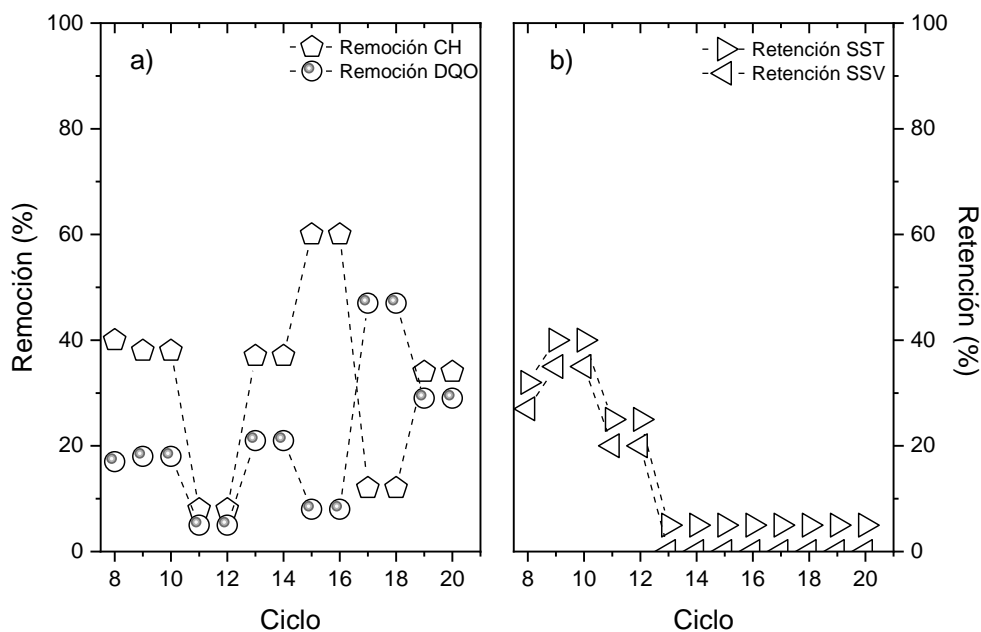 a)
Remoción CH
Remoción DQO
Remoción (%)
100
80
60
40
20
0
8 10 12 14 16 18 20
Ciclo
b)
Retención SST
Retención SSV
8 10 12 14 16 18 20
Ciclo
100
80
60
40
20
0
Retención (%)